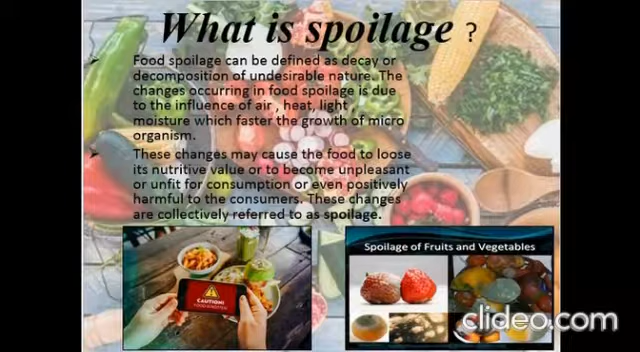 What is spoilage ?
Food spoilage can be defined as decay or
decomposition of undesirable nature. The
changes occurring in food spoilage is due
to the influence of air , heat, light ,
moisture which faster the growth of micro
organism.
These changes may cause the food to loose
its nutritive value or to become unpleasant
or unfit for consumption or even positively
harmful to the consumers. These changes
are collectively referred to as spoilage.
CAUTION!
Spoilage of Fruits and Vegetables
clideo.com